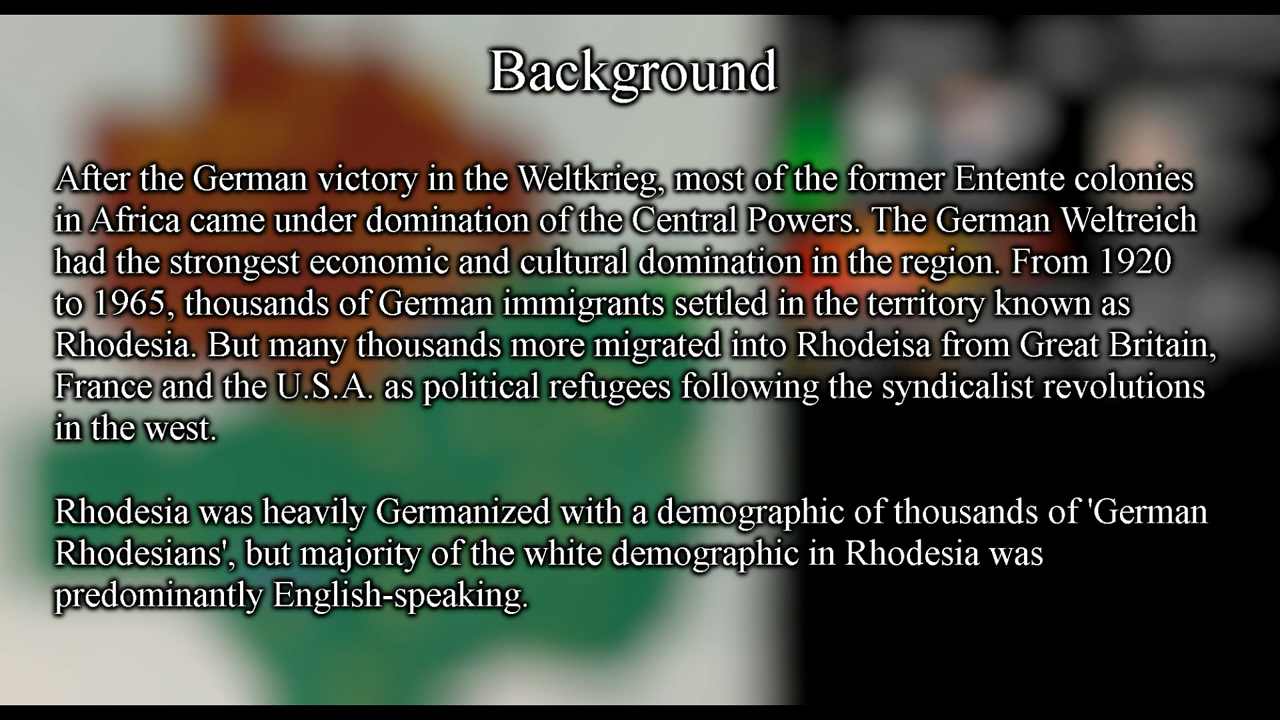 Background
After the German victory in the Weltkrieg, most of the former Entente colonies
in Africa came under domination of the Central Powers. The German Weltreich
had the strongest economic and cultural domination in the region. From 1920
to 1965, thousands of German immigrants settled in the territory known as
Rhodesia. But many thousands more migrated into Rhodeisa from Great Britain,
France and the U.S.A. as political refugees following the syndicalist revolutions
in the west.
Rhodesia was heavily Germanized with a demographic of thousands of 'German
Rhodesians', but majority of the white demographic in Rhodesia was
predominantly English-speaking.